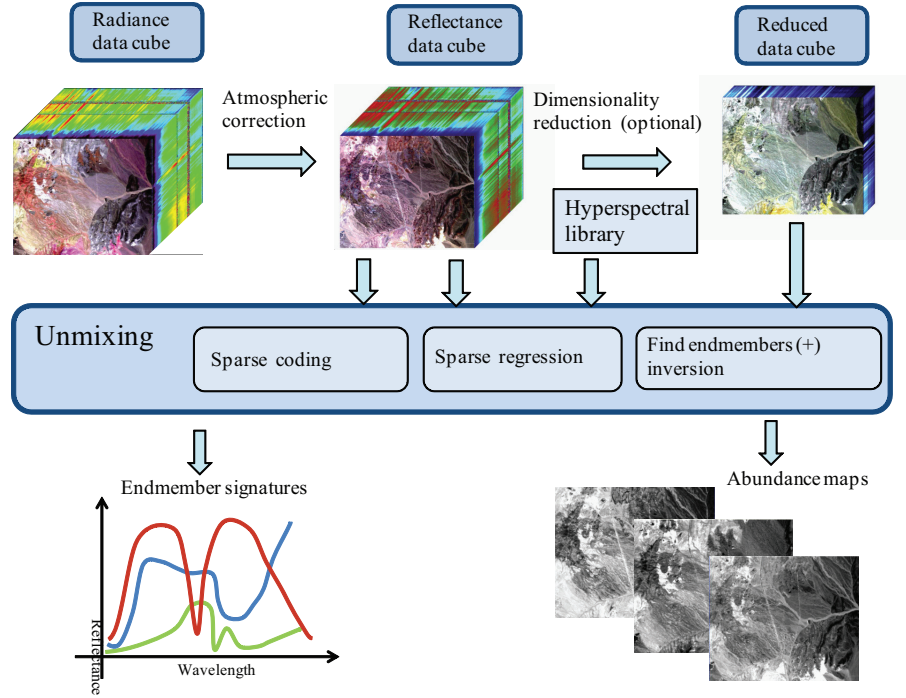 Radiance
data cube
Reflectance
data cube
Reduced
data cube
Atmospheric
correction
Dimensionality
reduction (optional)
Hyperspectral
library
Unmixing
Sparse coding
Sparse regression
Find endmembers (+)
inversion
Endmember signatures
Abundance maps
Reflectance
Wavelength